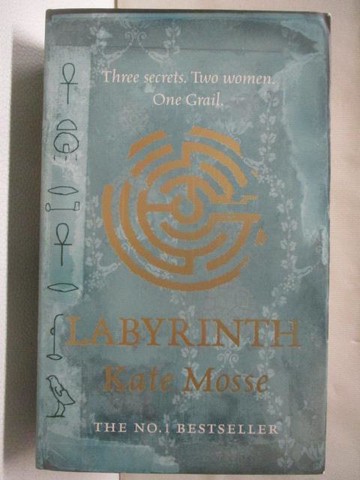 Three secrets. Two women.
One Grail.
LABYRINTH
Kate Mosse
THE NO.1 BESTSELLER